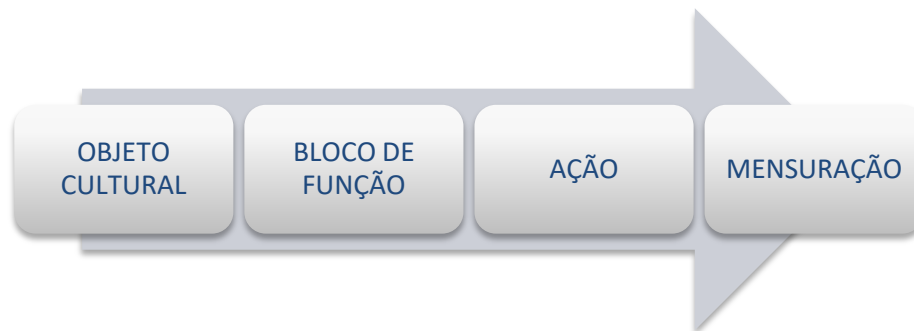 OBJETO
CULTURAL
BLOCO DE
FUNÇÃO
AÇÃO
MENSURAÇÃO